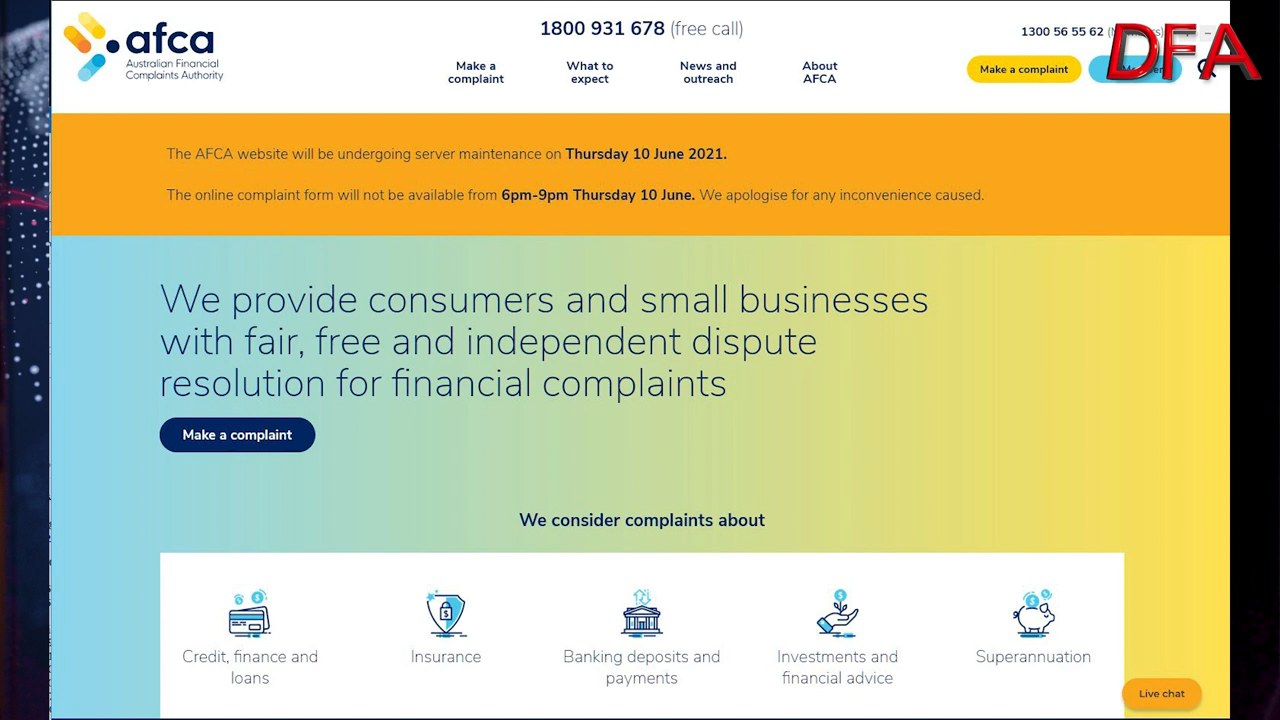 afca
Australian Financial
Complaints Authority
1800 931 678 (free call)
1300 56 55 62
DFA
Make a
complaint
What to
expect
News and
outreach
About
AFCA
Make a complaint
The AFCA website will be undergoing server maintenance on Thursday 10 June 2021.
The online complaint form will not be available from 6pm-9pm Thursday 10 June. We apologise for any inconvenience caused.
We provide consumers and small businesses
with fair, free and independent dispute
resolution for financial complaints
Make a complaint
We consider complaints about
Credit, finance and
loans
Insurance
Banking deposits and
payments
Investments and
financial advice
Superannuation
Live chat